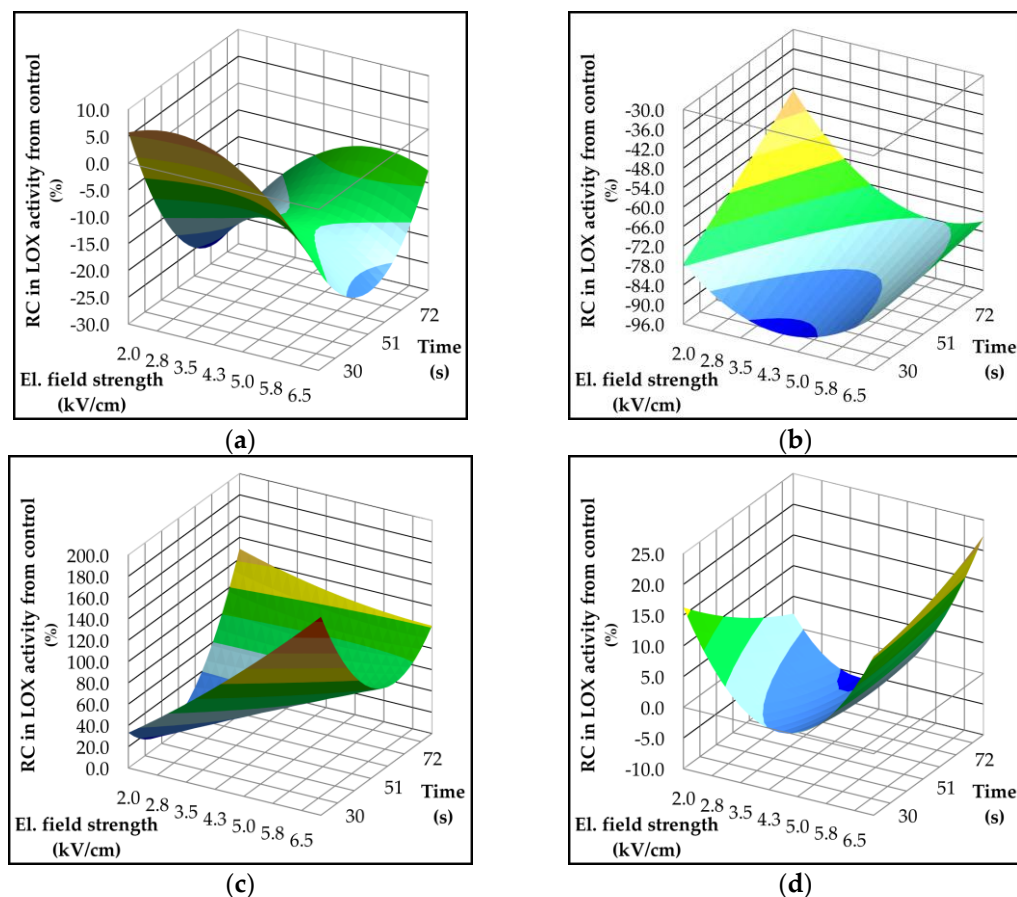 RC in LOX activity from control
(%)
10.0
5.0
0.0
-5.0
-10.0
-15.0
-20.0
-25.0
-30.0
2.0 2.8 3.5 4.3 5.0 5.8 6.5
El. field strength
(kV/cm)
30 51 72
Time
(s)
(a)
RC in LOX activity from control
(%)
-30.0
-36.0
-42.0
-48.0
-54.0
-60.0
-66.0
-72.0
-78.0
-84.0
-90.0
-96.0
2.0 2.8 3.5 4.3 5.0 5.8 6.5
El. field strength
(kV/cm)
30 51 72
Time
(s)
(b)
RC in LOX activity from control
(%)
200.0
180.0
160.0
140.0
120.0
100.0
80.0
60.0
40.0
20.0
0.0
2.0 2.8 3.5 4.3 5.0 5.8 6.5
El. field strength
(kV/cm)
30 51 72
Time
(s)
(c)
RC in LOX activity from control
(%)
25.0
20.0
15.0
10.0
5.0
0.0
-5.0
-10.0
2.0 2.8 3.5 4.3 5.0 5.8 6.5
El. field strength
(kV/cm)
30 51 72
Time
(s)
(d)